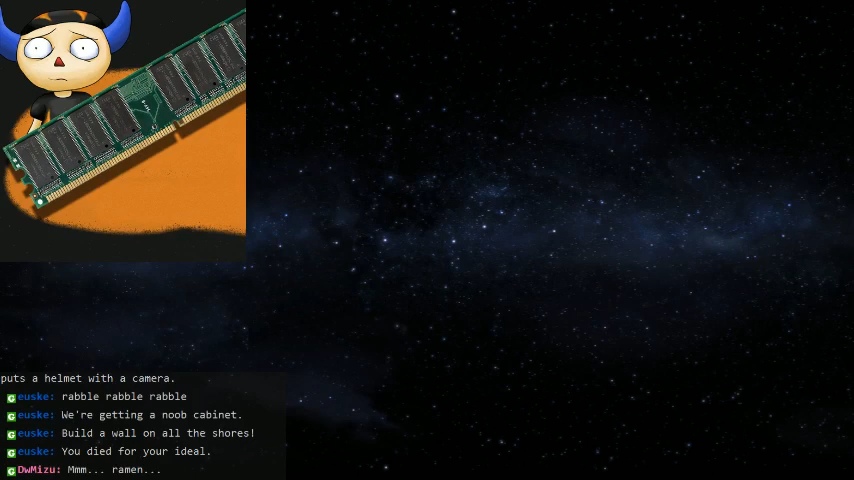 puts a helmet with a camera.
G euske: rabble rabble rabble
G euske: We're getting a noob cabinet.
G euske: Build a wall on all the shores!
G euske: You died for your ideal.
G DwMizu: Mmm... ramen...